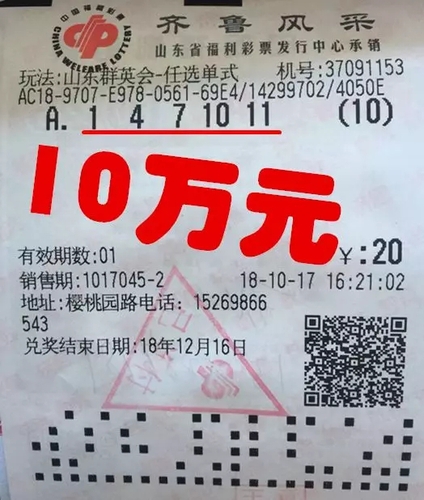 中国福利彩票
CHINA WELFARE LOTTERY
齐鲁风采
山东省福利彩票发行中心承销
玩法:山东群英会-任选单式 机号:37091153
AC18-9707-E978-0561-69E4/14299702/4050E
A. 1 4 7 10 11 (10)
10万元
有效期数:01 ¥:20
销售期:1017045-2 18-10-17 16:21:02
地址:樱桃园路电话: 15269866
543
兑奖结束日期:18年12月16日